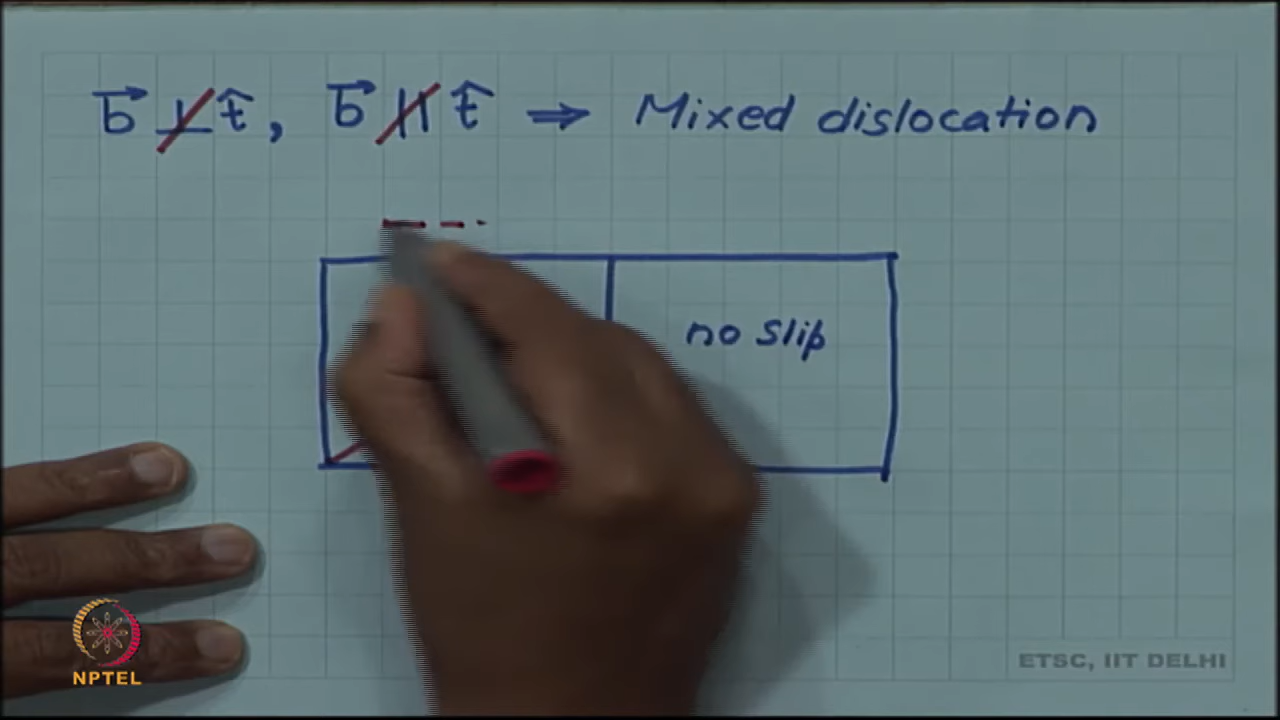 b⃗ ⊥̸ t̂, b⃗ ∦ t̂ ⇒ Mixed dislocation
no slip
NPTEL
ETSC, IIT DELHI